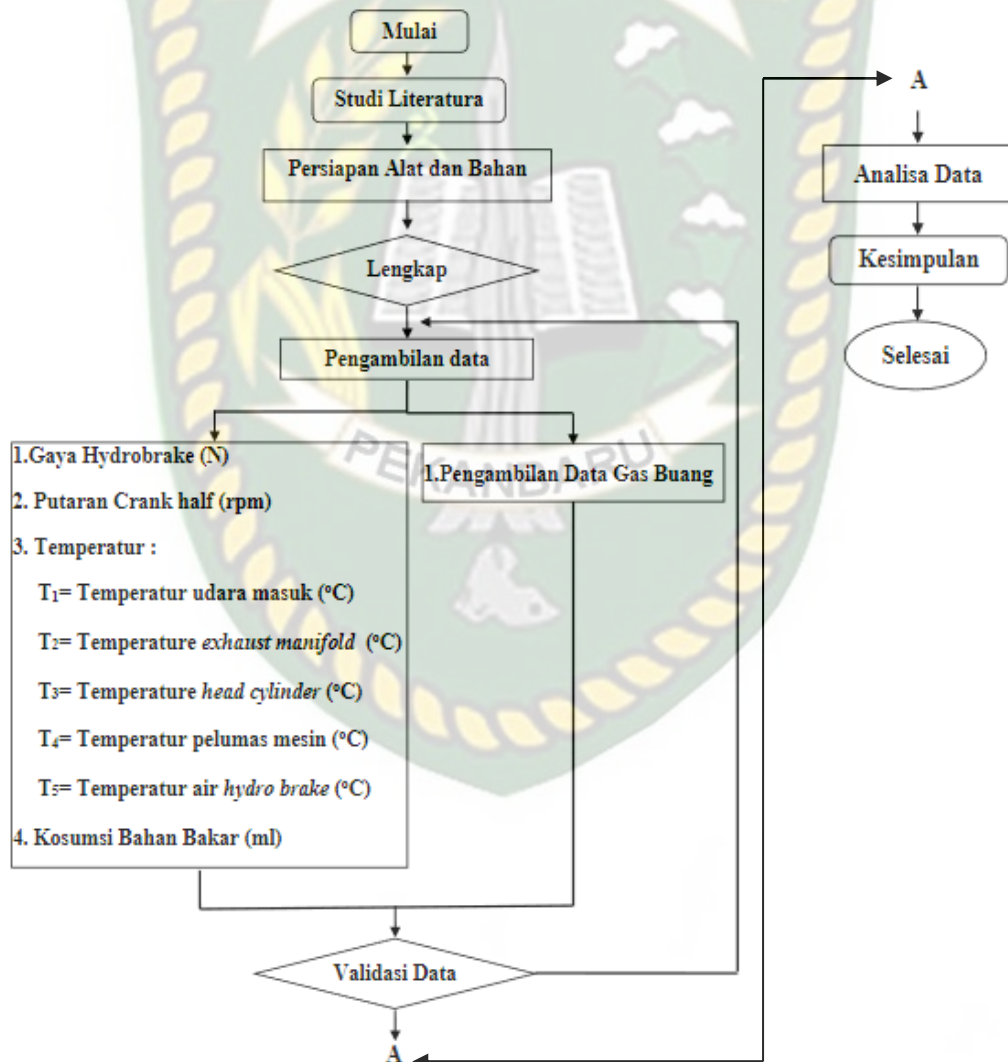 Mulai
Studi Literatura
Persiapan Alat dan Bahan
Lengkap
Pengambilan data
1.Gaya Hydrobrake (N)
2. Putaran Crank half (rpm)
3. Temperatur :
T1= Temperatur udara masuk (°C)
T2= Temperature exhaust manifold (°C)
T3= Temperature head cylinder (°C)
T4= Temperatur pelumas mesin (°C)
T5= Temperatur air hydro brake (°C)
4. Kosumsi Bahan Bakar (ml)
1.Pengambilan Data Gas Buang
PEKANBARU
Validasi Data
A
A
Analisa Data
Kesimpulan
Selesai